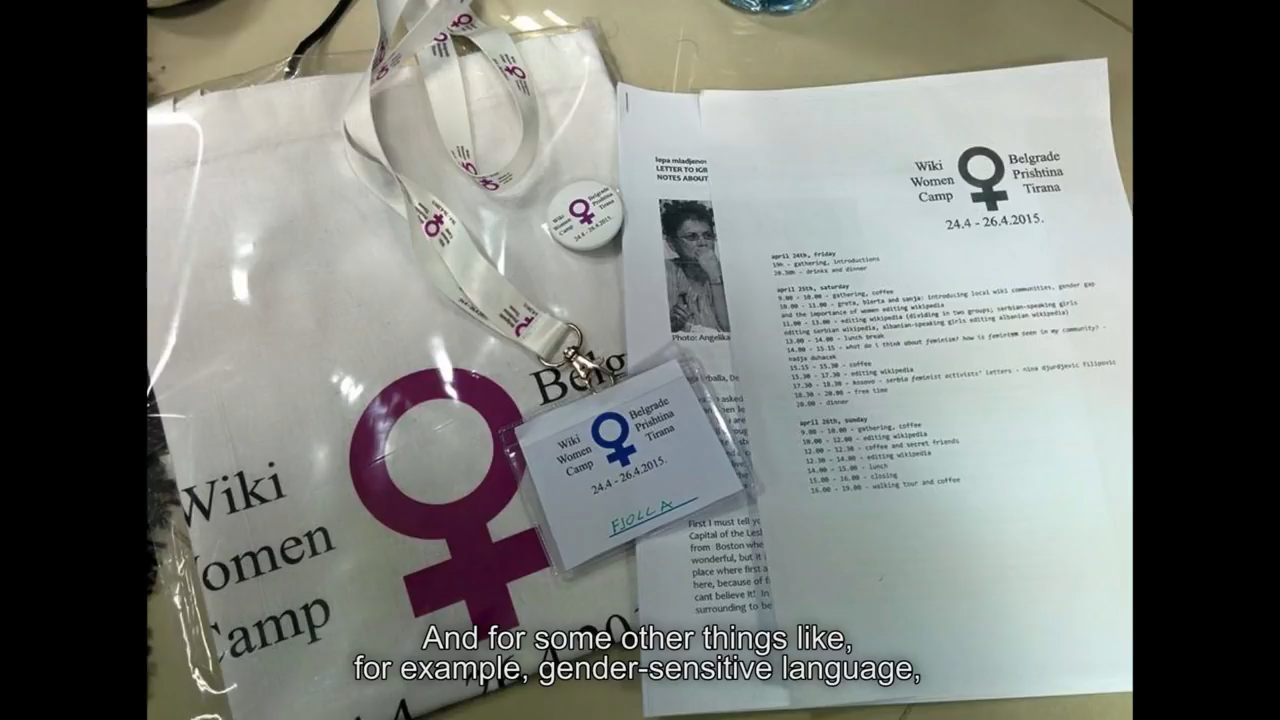 Wiki
Women
Camp
Belgrade
Prishtina
Tirana
24.4 - 26.4.2015.
Belg
Wiki
Women
Camp
Wiki
Women
Camp
Belgrade
Prishtina
Tirana
24.4 - 26.4.2015.
FJOLLA
lepa mladjenov
LETTER TO IGR
NOTES ABOUT
Photo: Angelika
First I must tell yo
Capital of the Lesb
from Boston whe
wonderful, but it i
place where first a
here, because of f
cant believe it! In
surrounding to be
Wiki
Women
Camp
Belgrade
Prishtina
Tirana
24.4 - 26.4.2015.
april 24th, friday
19h - gathering, introductions
20.30h - drinks and dinner
april 25th, saturday
9.00 - 10.00 - gathering, coffee
10.00 - 11.00 - greta, blerta and sanja: introducing local wiki communities, gender gap
and the importance of women editing wikipedia
11.00 - 13.00 - editing wikipedia (dividing in two groups; serbian-speaking girls
editing serbian wikipedia, albanian-speaking girls editing albanian wikipedia)
13.00 - 14.00 - lunch break
14.00 - 15.15 - what do i think about feminism? how is feminism seen in my community? -
nadja duhacek
15.15 - 15.30 - coffee
15.30 - 17.30 - editing wikipedia
17.30 - 18.30 - kosovo - serbia feminist activists' letters - nina djurdjevic filipovic
18.30 - 20.00 - free time
20.00 - dinner
april 26th, sunday
9.00 - 10.00 - gathering, coffee
10.00 - 12.00 - editing wikipedia
12.00 - 12.30 - coffee and secret friends
12.30 - 14.00 - editing wikipedia
14.00 - 15.00 - lunch
15.00 - 16.00 - closing
16.00 - 19.00 - walking tour and coffee
And for some other things like,
for example, gender-sensitive language,